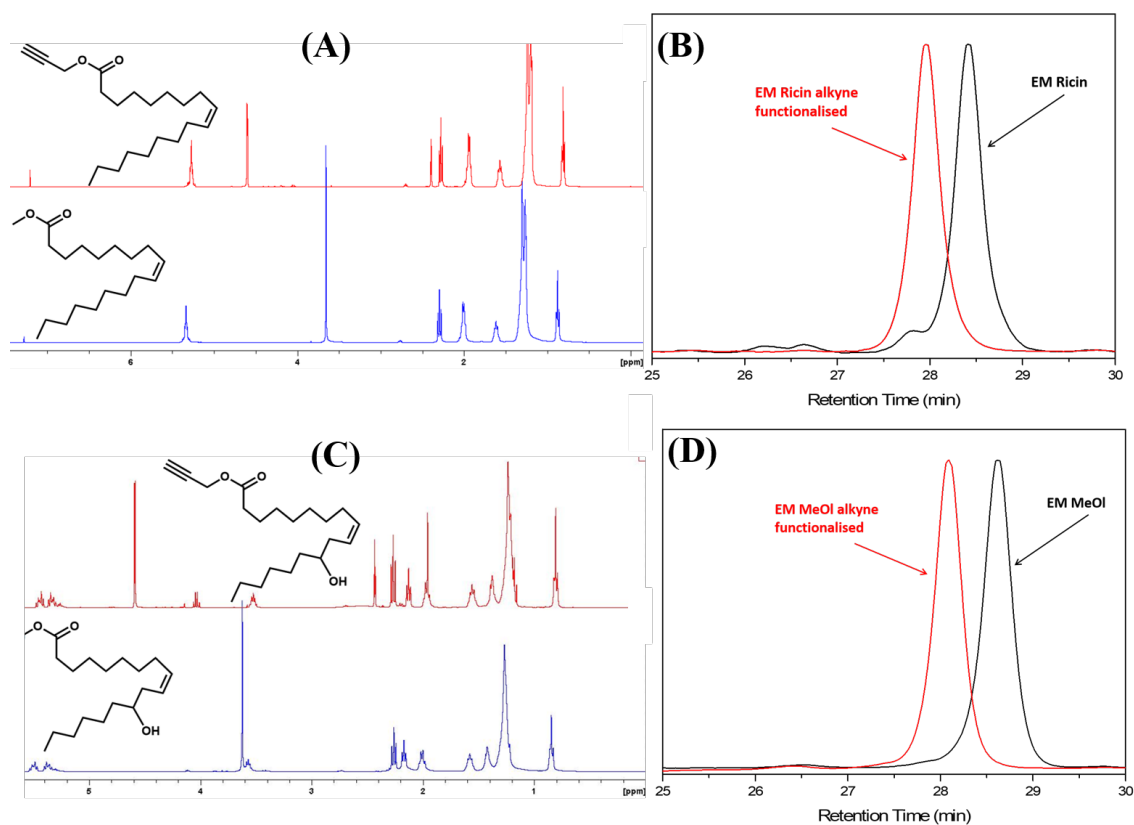 (A)
O
O
O
O
6
4
2
[ppm]
(B)
EM Ricin alkyne
functionalised
EM Ricin
25
26
27
28
29
30
Retention Time (min)
(C)
O
O
OH
O
O
OH
5
4
3
2
1
[ppm]
(D)
EM MeOl alkyne
functionalised
EM MeOl
25
26
27
28
29
30
Retention Time (min)